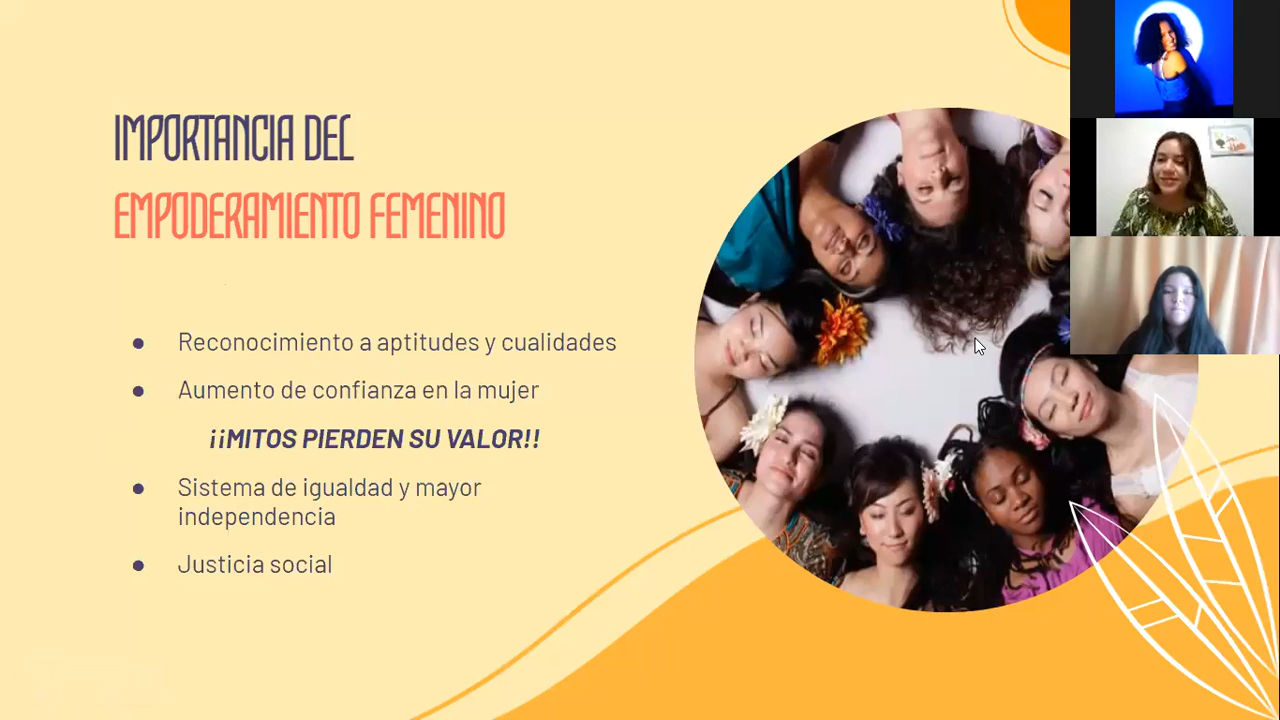 IMPORTANCIA DEL
EMPODERAMIENTO FEMENINO
● Reconocimiento a aptitudes y cualidades
● Aumento de confianza en la mujer
¡¡MITOS PIERDEN SU VALOR!!
● Sistema de igualdad y mayor
independencia
● Justicia social